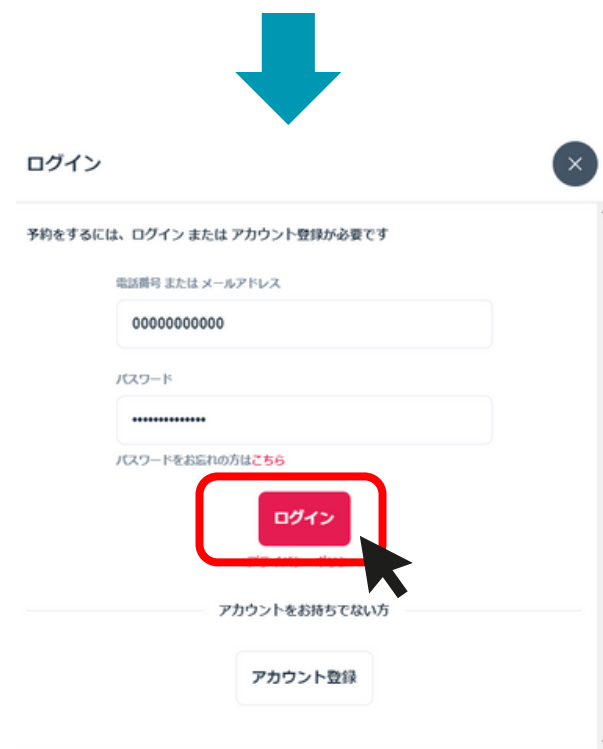 ログイン
予約をするには、ログイン または アカウント登録が必要です
電話番号 または メールアドレス
00000000000
パスワード
••••••••••••••
パスワードをお忘れの方はこちら
ログイン
アカウントをお持ちでない方
アカウント登録